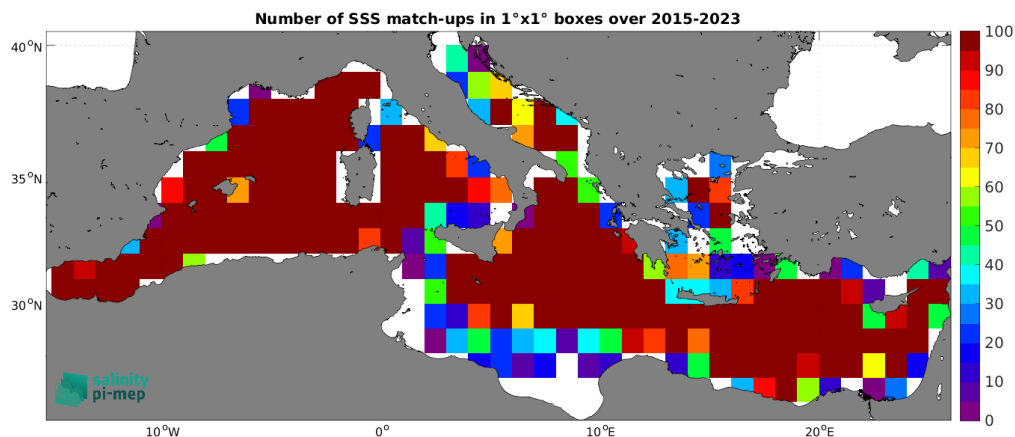 Number of SSS match-ups in 1°x1° boxes over 2015-2023
40°N
35°N
30°N
10°W
0°
10°E
20°E
100
90
80
70
60
50
40
30
20
10
0
salinity
pi-mep